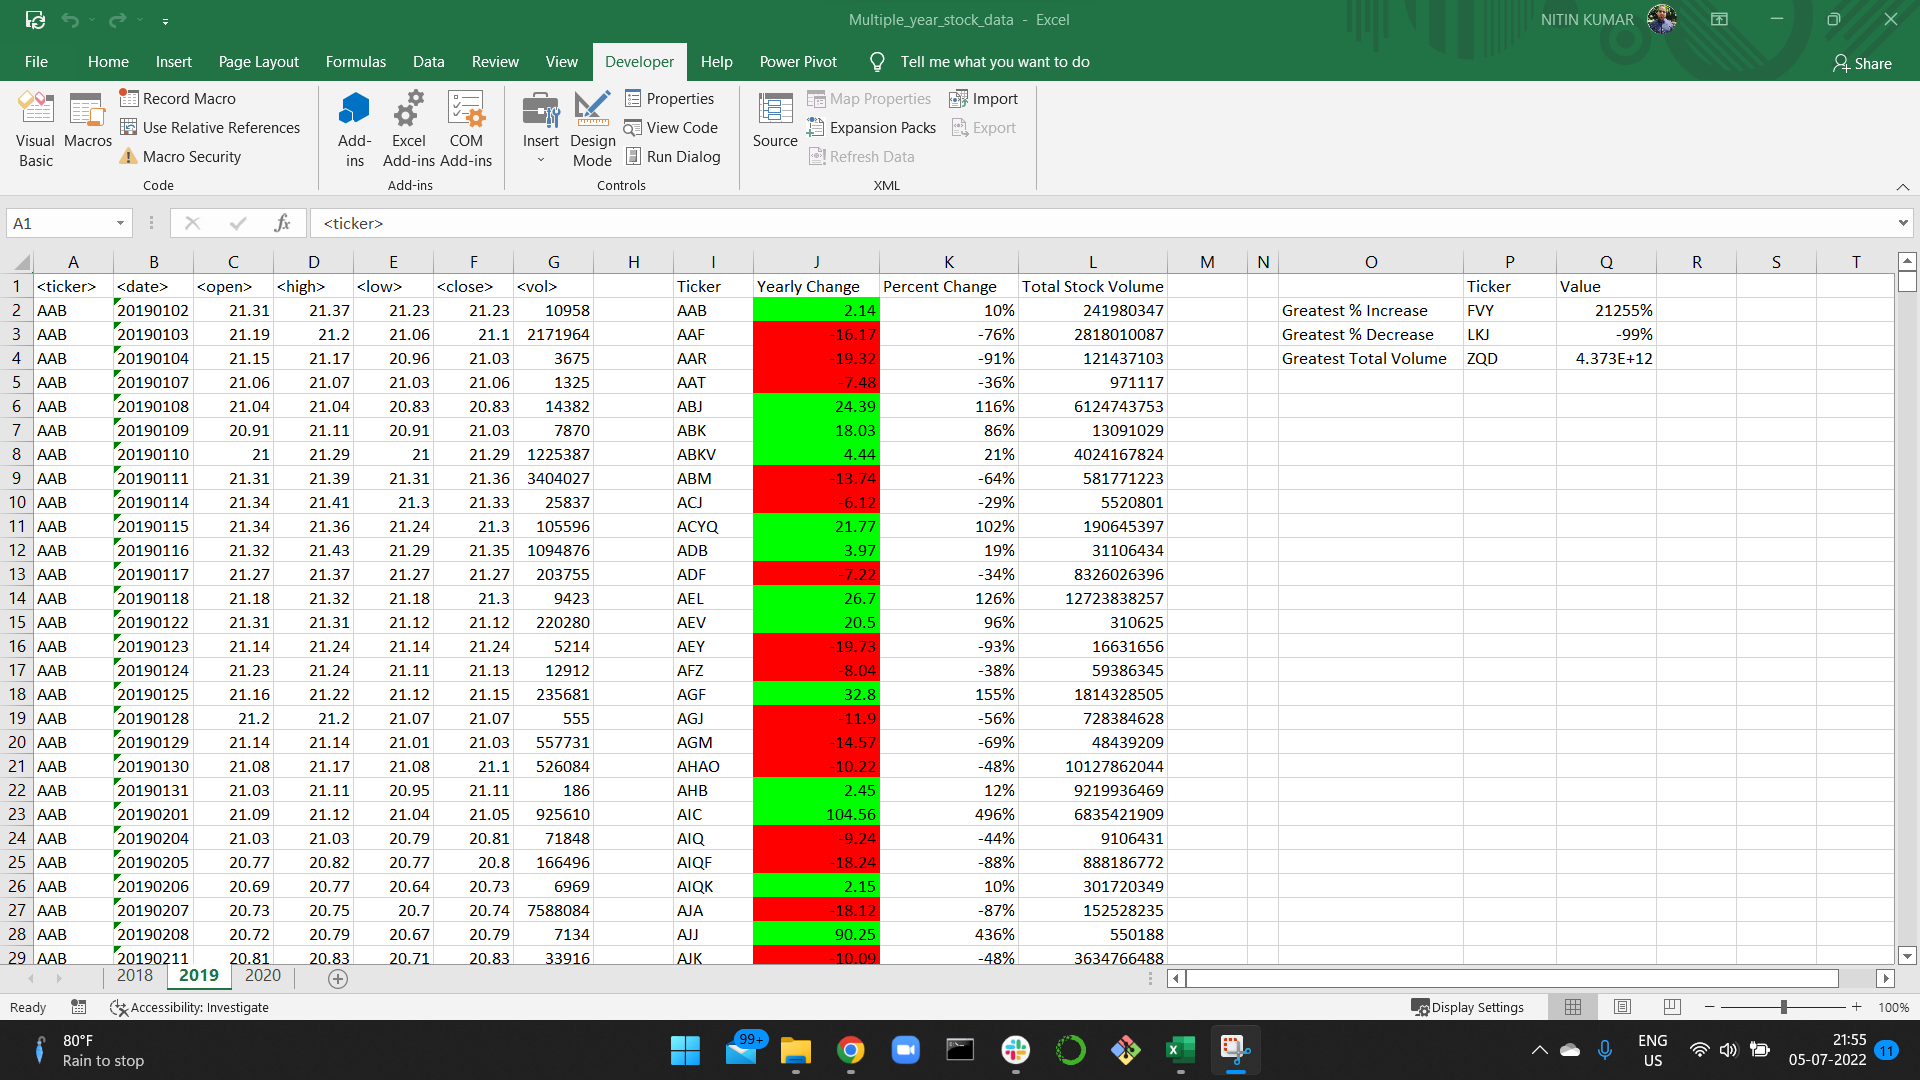 Multiple_year_stock_data - Excel
NITIN KUMAR
File Home Insert Page Layout Formulas Data Review View Developer Help Power Pivot Tell me what you want to do Share
Visual Basic
Macros
Record Macro
Use Relative References
Macro Security
Code
Add-ins
Excel Add-ins
COM Add-ins
Add-ins
Insert
Design Mode
Properties
View Code
Run Dialog
Controls
Source
Map Properties
Expansion Packs
Refresh Data
Import
Export
XML
A1 fx <ticker>
A B C D E F G H I J K L M N O P Q R S T
1 <ticker> <date> <open> <high> <low> <close> <vol> Ticker Yearly Change Percent Change Total Stock Volume Ticker Value
2 AAB 20190102 21.31 21.37 21.23 21.23 10958 AAB 2.14 10% 241980347 Greatest % Increase FVY 21255%
3 AAB 20190103 21.19 21.2 21.06 21.1 2171964 AAF -16.17 -76% 2818010087 Greatest % Decrease LKJ -99%
4 AAB 20190104 21.15 21.17 20.96 21.03 3675 AAR -19.32 -91% 121437103 Greatest Total Volume ZQD 4.373E+12
5 AAB 20190107 21.06 21.07 21.03 21.06 1325 AAT -7.48 -36% 971117
6 AAB 20190108 21.04 21.04 20.83 20.83 14382 ABJ 24.39 116% 6124743753
7 AAB 20190109 20.91 21.11 20.91 21.03 7870 ABK 18.03 86% 13091029
8 AAB 20190110 21 21.29 21 21.29 1225387 ABKV 4.44 21% 4024167824
9 AAB 20190111 21.31 21.39 21.31 21.36 3404027 ABM -13.74 -64% 581771223
10 AAB 20190114 21.34 21.41 21.3 21.33 25837 ACJ -6.12 -29% 5520801
11 AAB 20190115 21.34 21.36 21.24 21.3 105596 ACYQ 21.77 102% 190645397
12 AAB 20190116 21.32 21.43 21.29 21.35 1094876 ADB 3.97 19% 31106434
13 AAB 20190117 21.27 21.37 21.27 21.27 203755 ADF -7.22 -34% 8326026396
14 AAB 20190118 21.18 21.32 21.18 21.3 9423 AEL 26.7 126% 12723838257
15 AAB 20190122 21.31 21.31 21.12 21.12 220280 AEV 20.5 96% 310625
16 AAB 20190123 21.14 21.24 21.14 21.24 5214 AEY -19.73 -93% 16631656
17 AAB 20190124 21.23 21.24 21.11 21.13 12912 AFZ -8.04 -38% 59386345
18 AAB 20190125 21.16 21.22 21.12 21.15 235681 AGF 32.8 155% 1814328505
19 AAB 20190128 21.2 21.2 21.07 21.07 555 AGJ -11.9 -56% 728384628
20 AAB 20190129 21.14 21.14 21.01 21.03 557731 AGM -14.57 -69% 48439209
21 AAB 20190130 21.08 21.17 21.08 21.1 526084 AHAO -10.22 -48% 10127862044
22 AAB 20190131 21.03 21.11 20.95 21.11 186 AHB 2.45 12% 9219936469
23 AAB 20190201 21.09 21.12 21.04 21.05 925610 AIC 104.56 496% 6835421909
24 AAB 20190204 21.03 21.03 20.79 20.81 71848 AIQ -9.24 -44% 9106431
25 AAB 20190205 20.77 20.82 20.77 20.8 166496 AIQF -18.24 -88% 888186772
26 AAB 20190206 20.69 20.77 20.64 20.73 6969 AIQK 2.15 10% 301720349
27 AAB 20190207 20.73 20.75 20.7 20.74 7588084 AJA -18.12 -87% 152528235
28 AAB 20190208 20.72 20.79 20.67 20.79 7134 AJJ 90.25 436% 550188
29 AAB 20190211 20.81 20.83 20.71 20.83 33916 AJK -10.09 -48% 3634766488
2018 2019 2020
Ready Accessibility: Investigate Display Settings 100%
80°F
Rain to stop
99+
ENG
US
21:55
05-07-2022
11